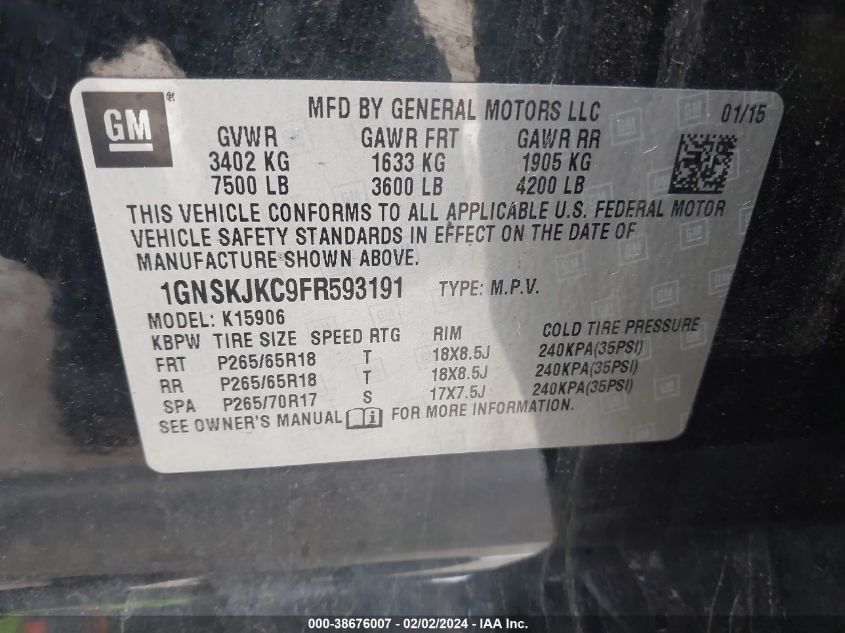 GM ®
MFD BY GENERAL MOTORS LLC 01/15
GVWR GAWR FRT GAWR RR
3402 KG 1633 KG 1905 KG
7500 LB 3600 LB 4200 LB
THIS VEHICLE CONFORMS TO ALL APPLICABLE U.S. FEDERAL MOTOR
VEHICLE SAFETY STANDARDS IN EFFECT ON THE DATE OF
MANUFACTURE SHOWN ABOVE.
1GNSKJKC9FR593191 TYPE: M.P.V.
MODEL: K15906
KBPW TIRE SIZE SPEED RTG RIM COLD TIRE PRESSURE
FRT P265/65R18 T 18X8.5J 240KPA(35PSI)
RR P265/65R18 T 18X8.5J 240KPA(35PSI)
SPA P265/70R17 S 17X7.5J 240KPA(35PSI)
SEE OWNER'S MANUAL FOR MORE INFORMATION.
000-38676007 - 02/02/2024 - IAA Inc.